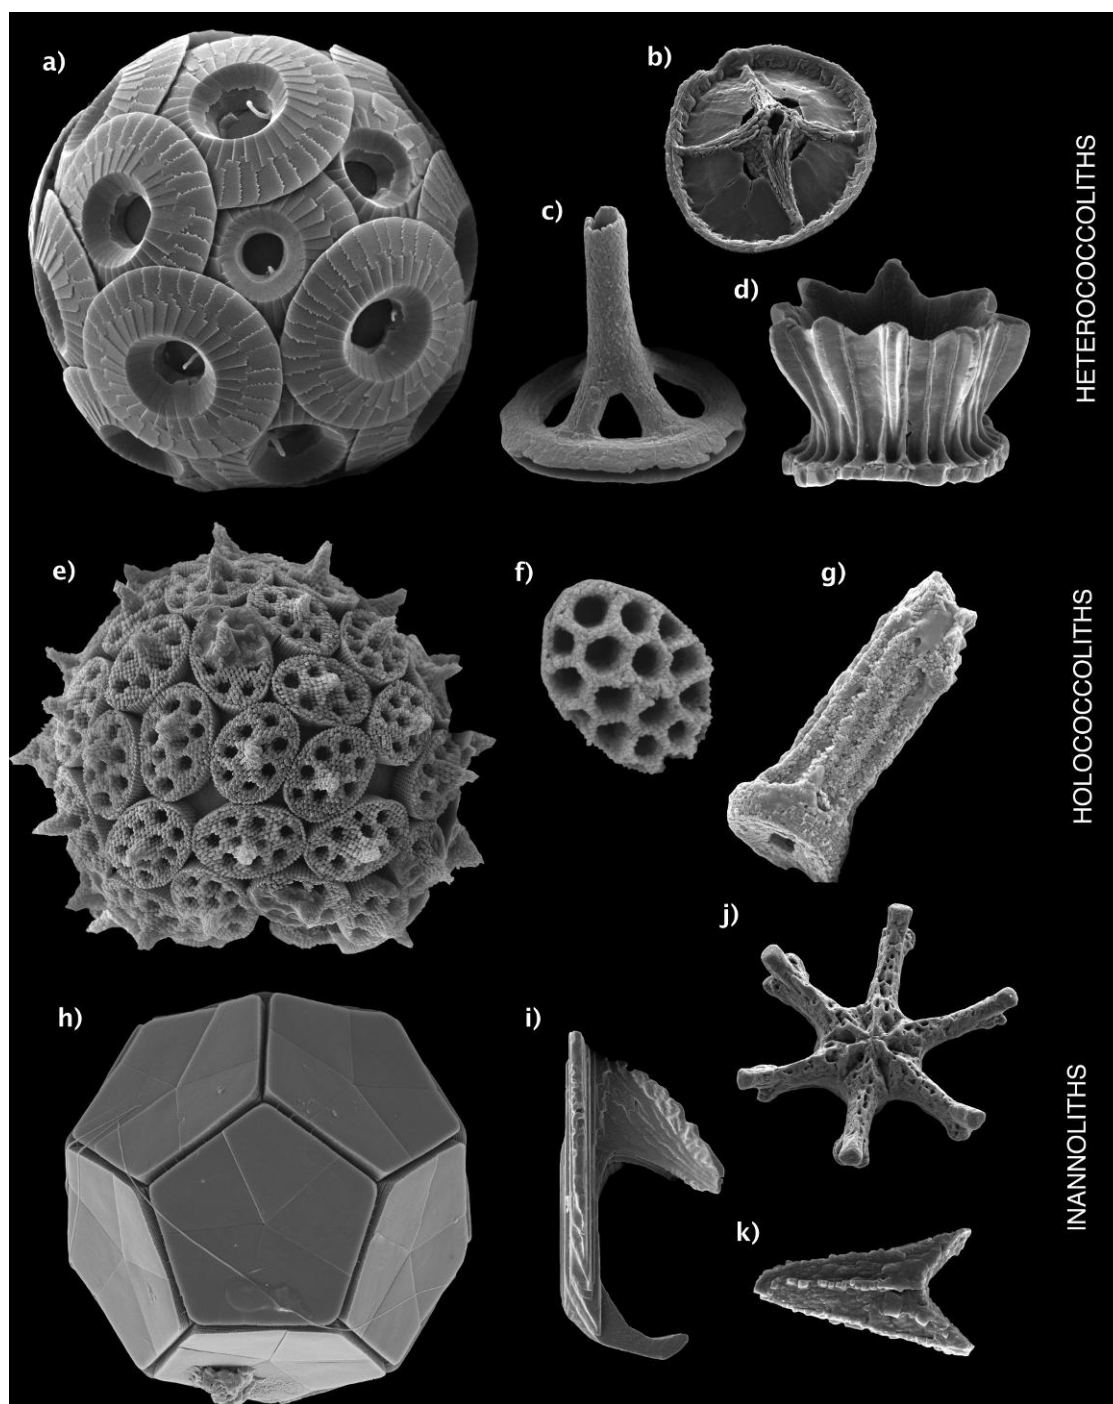 a)
b)
c)
d)
HETEROCOCCOLITHS
e)
f)
g)
HOLOCOCCOLITHS
h)
i)
j)
k)
INANNOLITHS